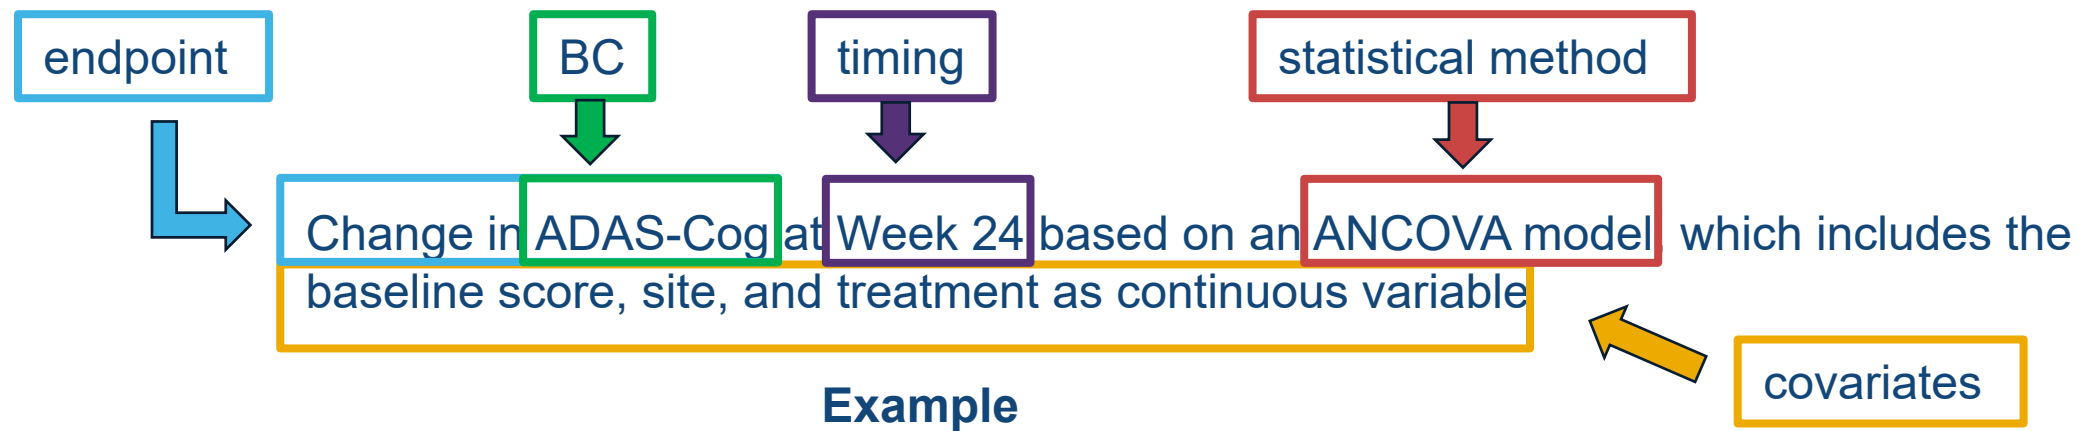 endpoint
BC
timing
statistical method
Change in ADAS-Cog at Week 24 based on an ANCOVA model, which includes the
baseline score, site, and treatment as continuous variable
covariates
Example